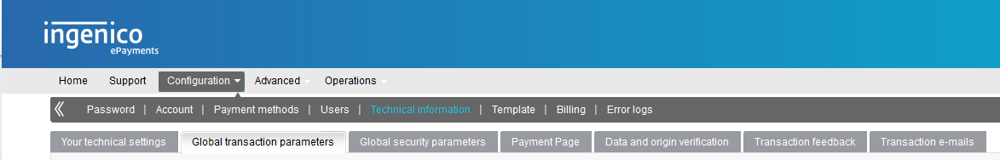 ingenico
ePayments
Home Support Configuration Advanced Operations
Password | Account | Payment methods | Users | Technical information | Template | Billing | Error logs
Your technical settings Global transaction parameters Global security parameters Payment Page Data and origin verification Transaction feedback Transaction e-mails